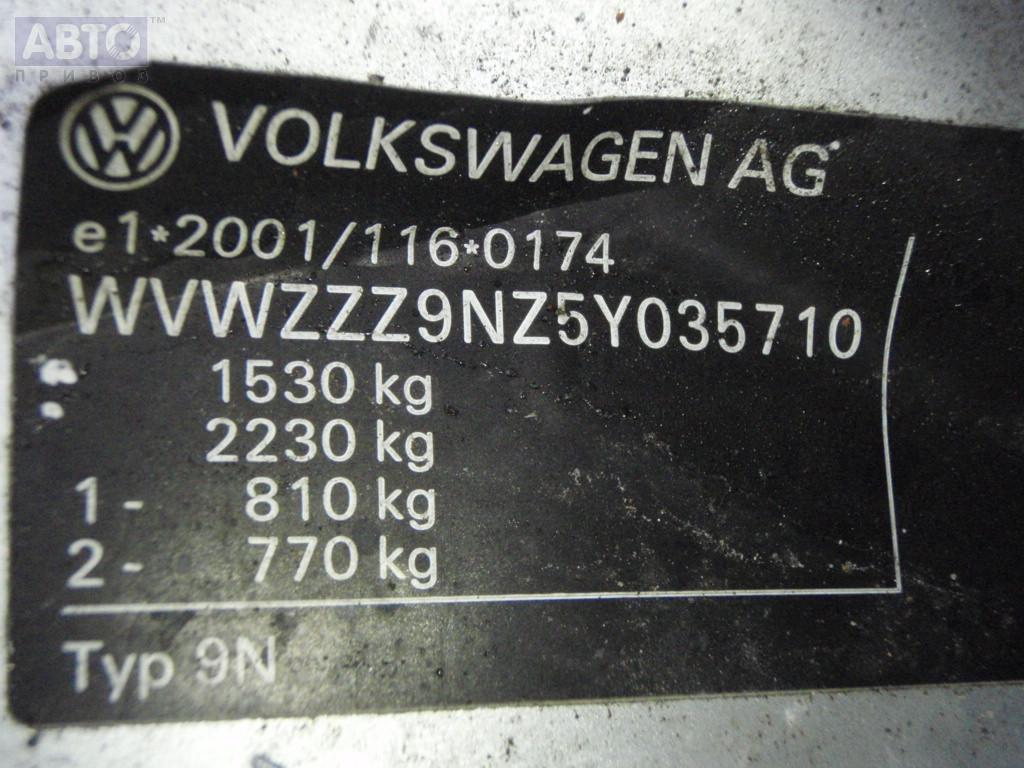 АВТО™
ПРИВОЗ
VOLKSWAGEN AG
e1*2001/116*0174
WVWZZZ9NZ5Y035710
1530 kg
2230 kg
1 - 810 kg
2 - 770 kg
Typ 9N